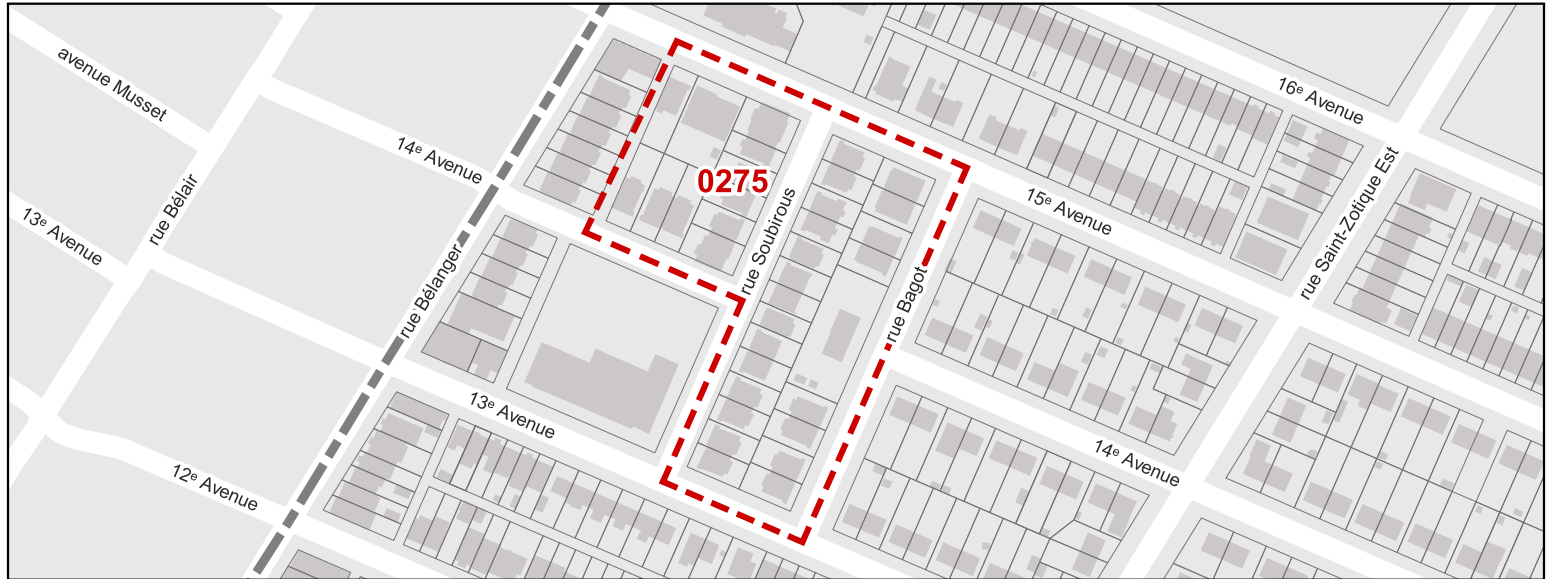 avenue Musset
16e Avenue
14e Avenue
0275
15e Avenue
rue Bélair
rue Saint-Zotique Est
13e Avenue
rue Soubirous
rue Bélanger
rue Bagot
13e Avenue
14e Avenue
12e Avenue